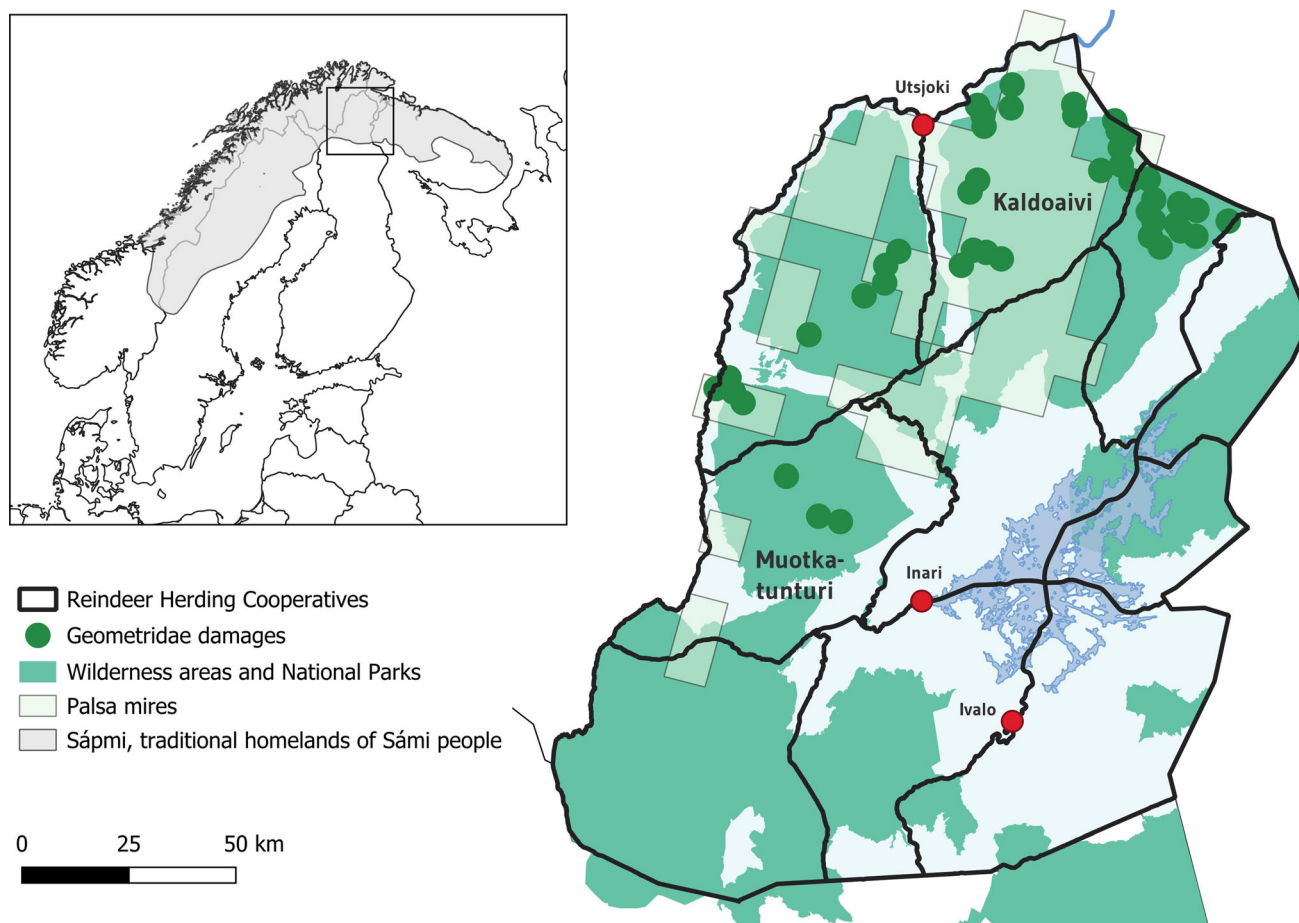 Utsjoki
Kaldoaivi
Muotka-
tunturi
Inari
Ivalo
Reindeer Herding Cooperatives
Geometridae damages
Wilderness areas and National Parks
Palsa mires
Sápmi, traditional homelands of Sámi people
0 25 50 km